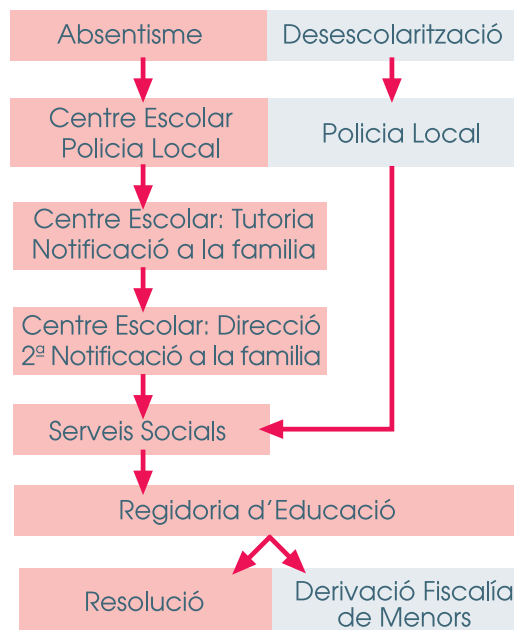 Absentisme
Desescolarització
Centre Escolar
Policia Local
Policia Local
Centre Escolar: Tutoria
Notificació a la familia
Centre Escolar: Direcció
2ª Notificació a la familia
Serveis Socials
Regidoria d'Educació
Resolució
Derivació Fiscalía
de Menors